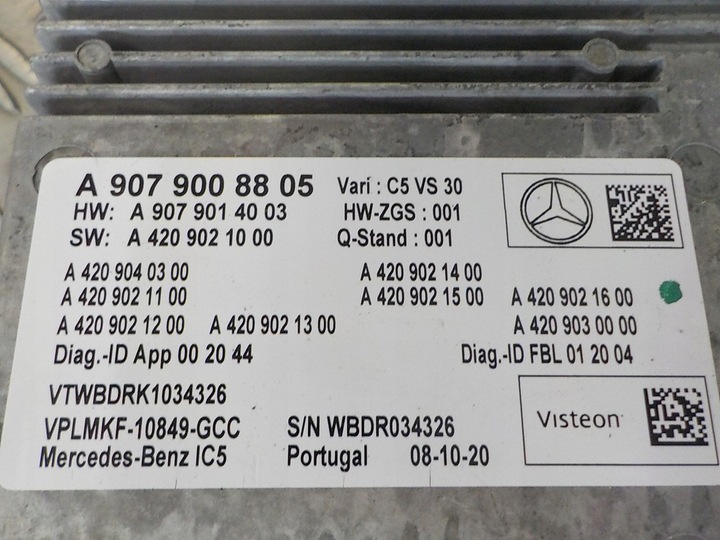 A 907 900 88 05 Vari : C5 VS 30
HW: A 907 901 40 03 HW-ZGS : 001
SW: A 420 902 10 00 Q-Stand : 001
A 420 904 03 00 A 420 902 14 00
A 420 902 11 00 A 420 902 15 00 A 420 902 16 00
A 420 902 12 00 A 420 902 13 00 A 420 903 00 00
Diag.-ID App 00 20 44 Diag.-ID FBL 01 20 04
VTWBDRK1034326
VPLMKF-10849-GCC S/N WBDR034326
Mercedes-Benz IC5 Portugal 08-10-20
Visteon